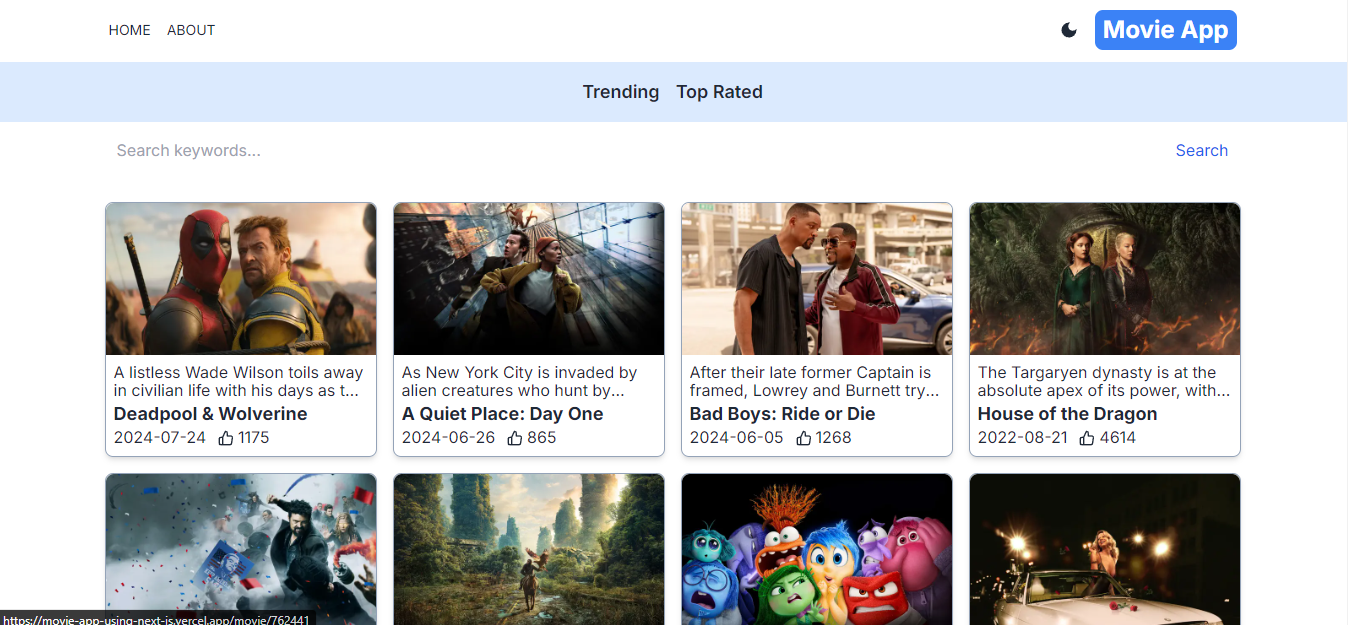 HOME ABOUT Movie App
Trending Top Rated
Search keywords... Search
A listless Wade Wilson toils away
in civilian life with his days as t...
Deadpool & Wolverine
2024-07-24 1175
As New York City is invaded by
alien creatures who hunt by...
A Quiet Place: Day One
2024-06-26 865
After their late former Captain is
framed, Lowrey and Burnett try...
Bad Boys: Ride or Die
2024-06-05 1268
The Targaryen dynasty is at the
absolute apex of its power, with...
House of the Dragon
2022-08-21 4614
https://movie-app-using-next-js.vercel.app/movie/762441